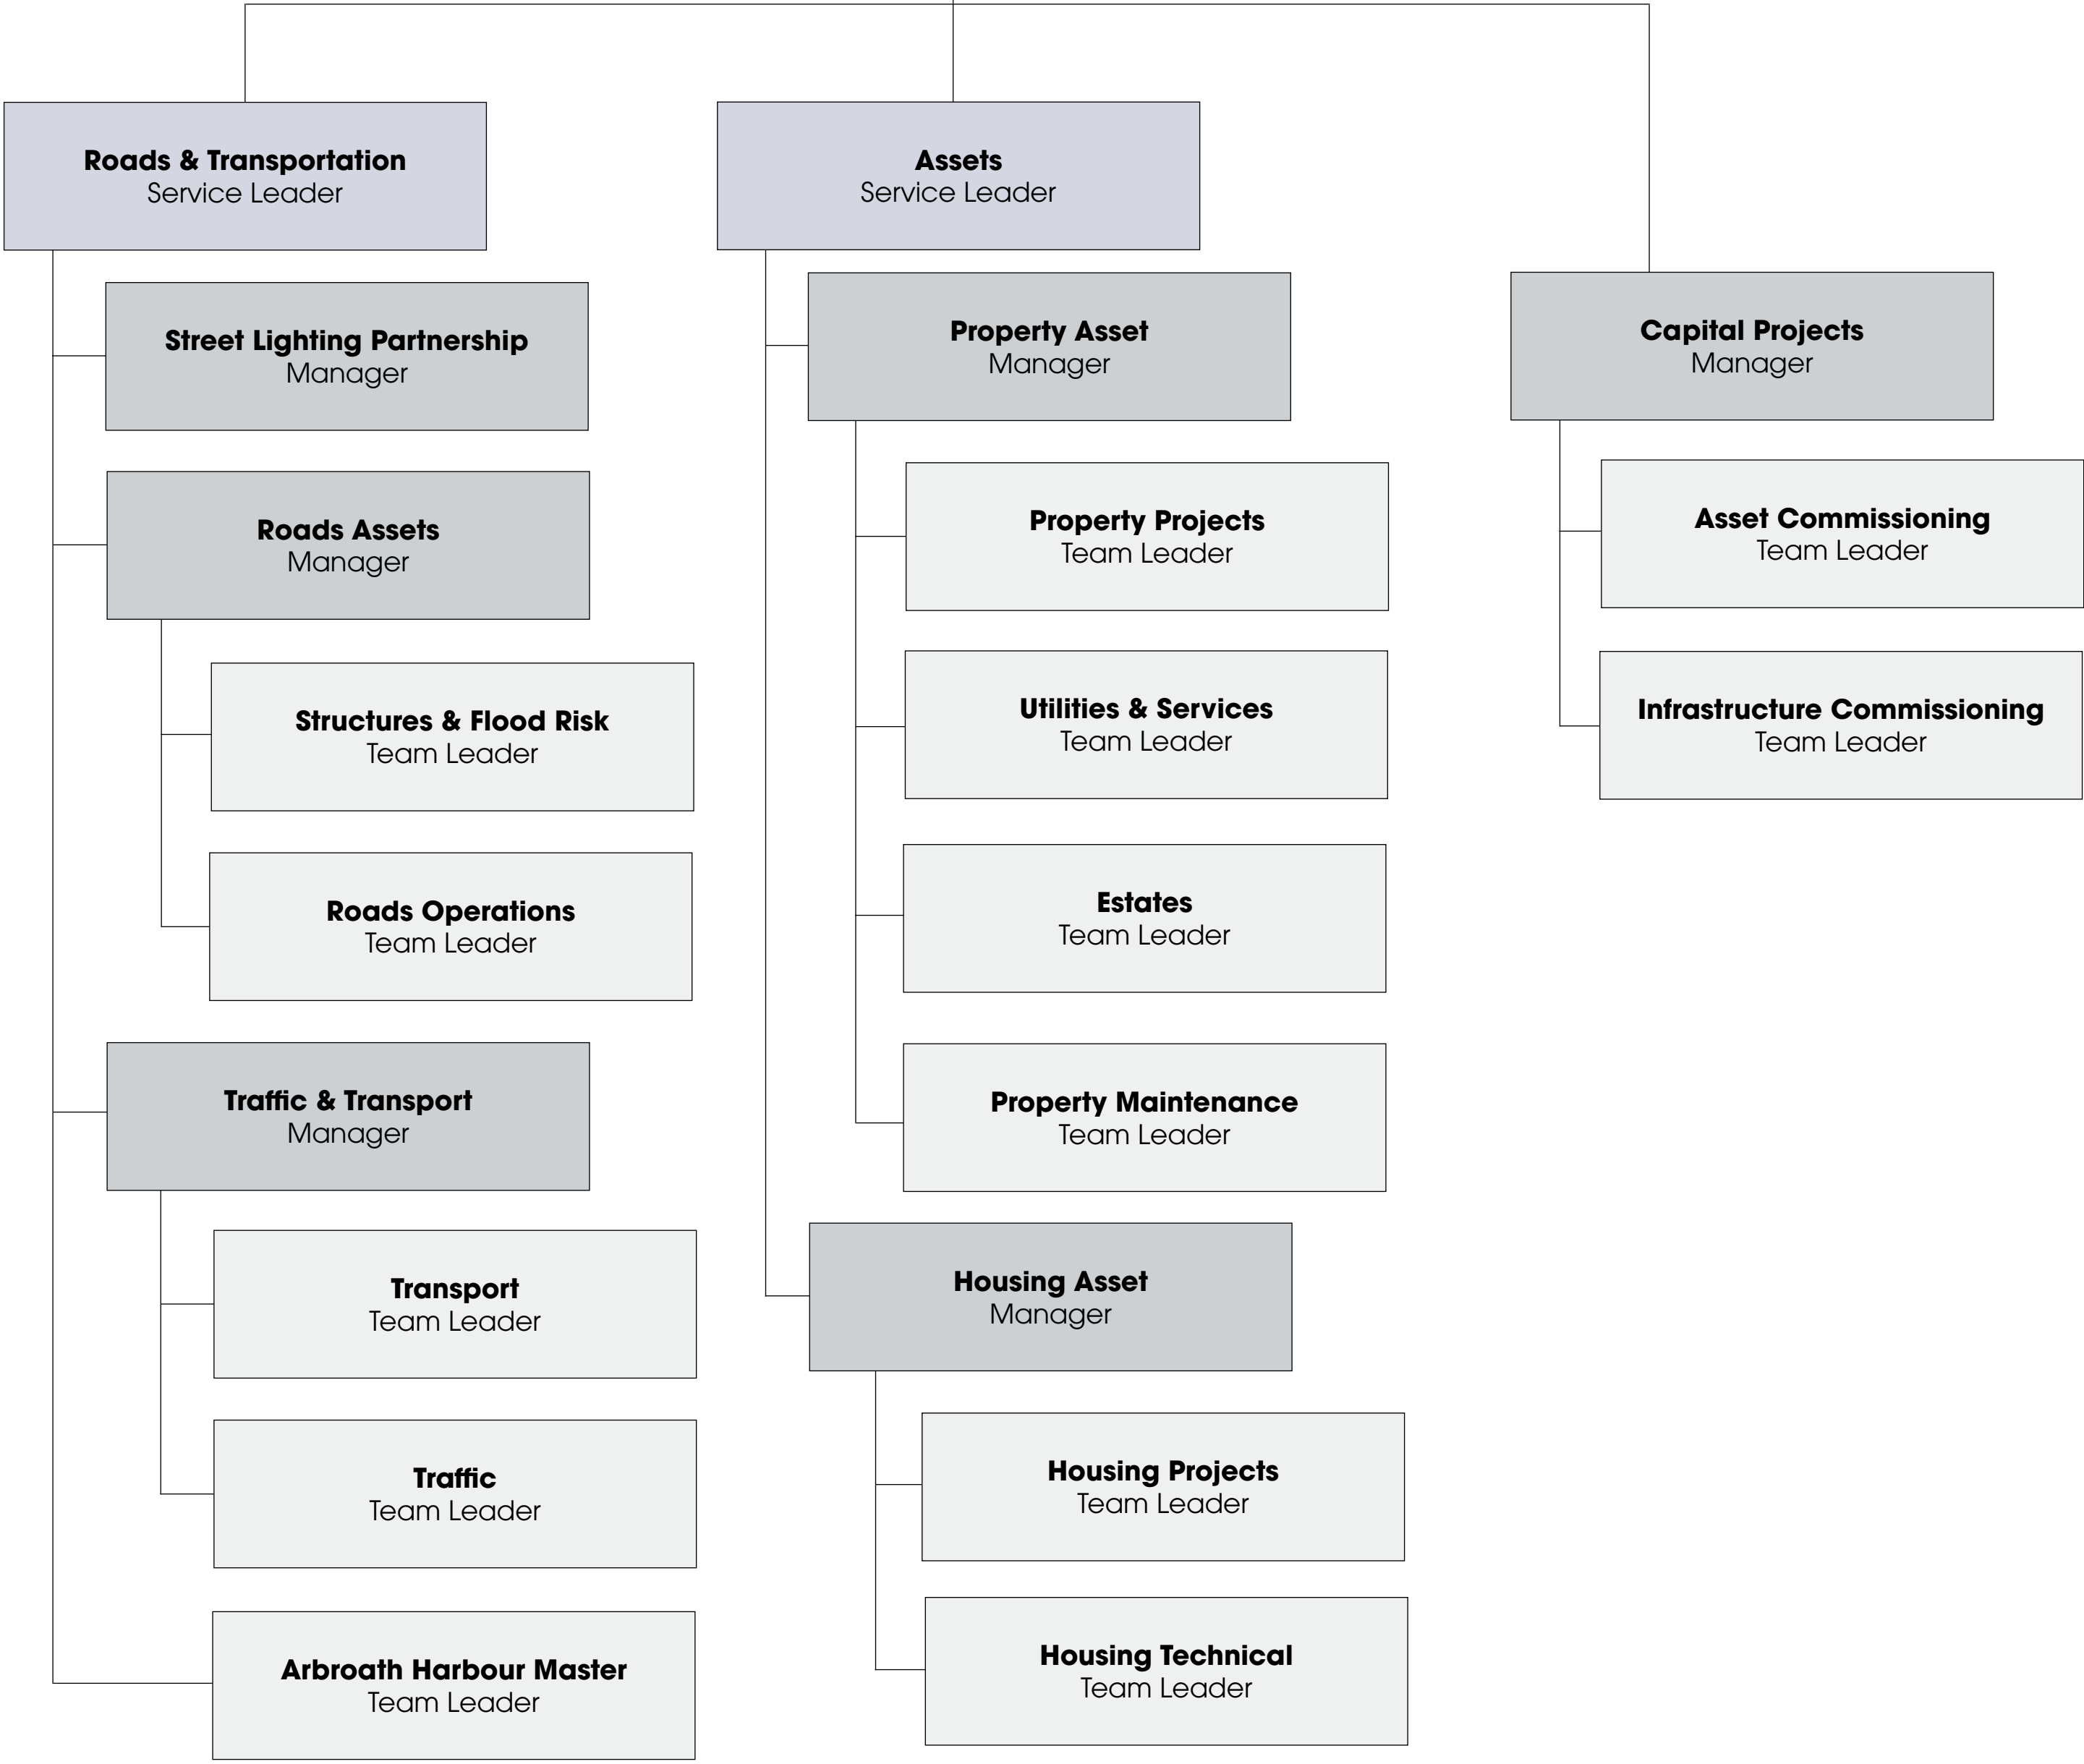 Roads & Transportation
Service Leader
Street Lighting Partnership
Manager
Roads Assets
Manager
Structures & Flood Risk
Team Leader
Roads Operations
Team Leader
Traffic & Transport
Manager
Transport
Team Leader
Traffic
Team Leader
Arbroath Harbour Master
Team Leader
Assets
Service Leader
Property Asset
Manager
Property Projects
Team Leader
Utilities & Services
Team Leader
Estates
Team Leader
Property Maintenance
Team Leader
Housing Asset
Manager
Housing Projects
Team Leader
Housing Technical
Team Leader
Capital Projects
Manager
Asset Commissioning
Team Leader
Infrastructure Commissioning
Team Leader